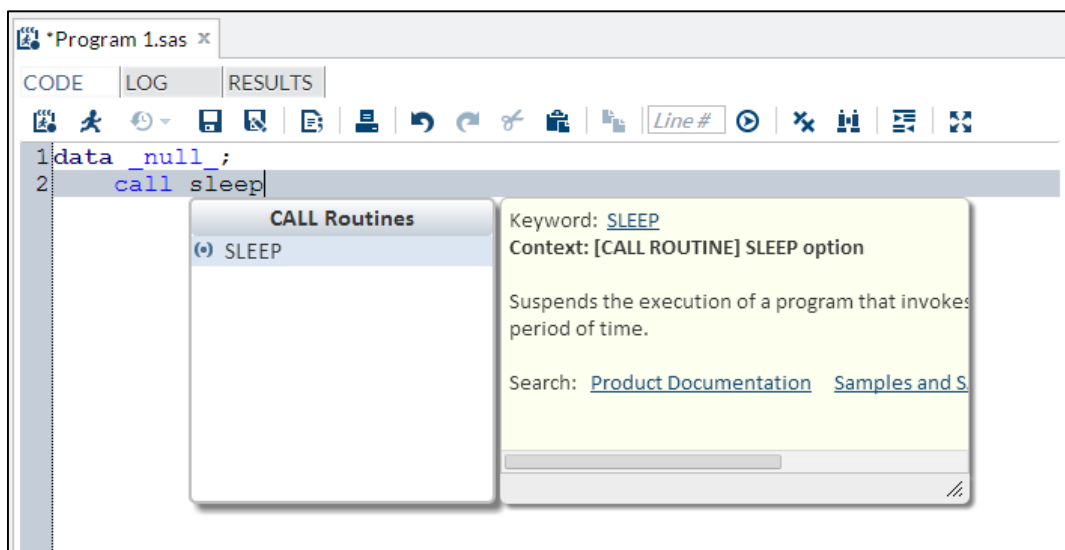 *Program 1.sas x
CODE LOG RESULTS
Line #
1 data _null_;
2 call sleep
CALL Routines
SLEEP
Keyword: SLEEP
Context: [CALL ROUTINE] SLEEP option
Suspends the execution of a program that invokes
period of time.
Search: Product Documentation Samples and S